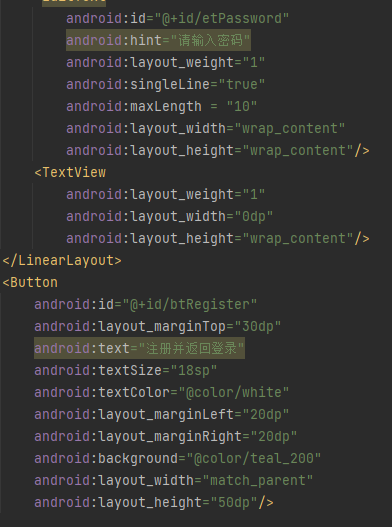 android:id="@+id/etPassword"
android:hint="请输入密码"
android:layout_weight="1"
android:singleLine="true"
android:maxLength = "10"
android:layout_width="wrap_content"
android:layout_height="wrap_content"/>
<TextView
android:layout_weight="1"
android:layout_width="0dp"
android:layout_height="wrap_content"/>
</LinearLayout>
<Button
android:id="@+id/btRegister"
android:layout_marginTop="30dp"
android:text="注册并返回登录"
android:textSize="18sp"
android:textColor="@color/white"
android:layout_marginLeft="20dp"
android:layout_marginRight="20dp"
android:background="@color/teal_200"
android:layout_width="match_parent"
android:layout_height="50dp"/>